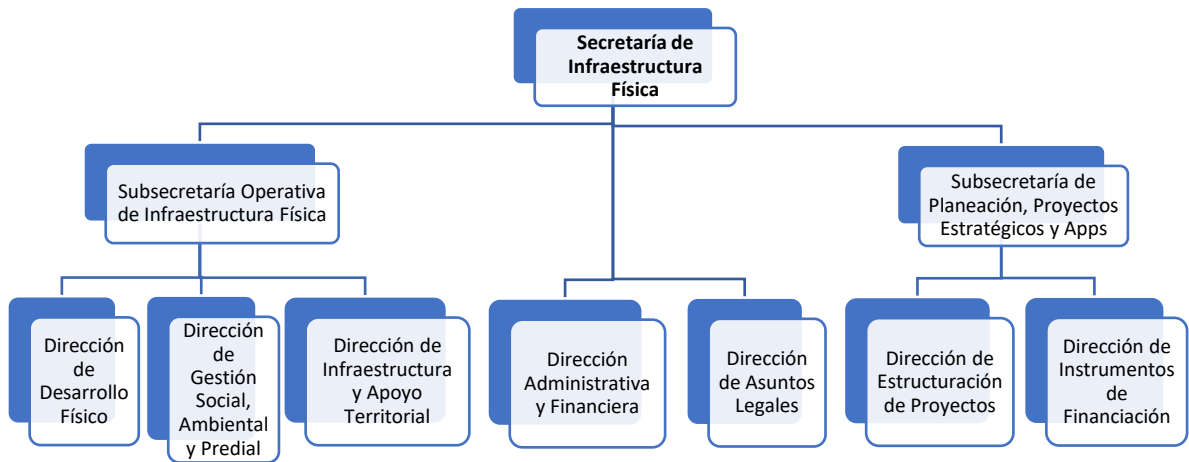 Secretaría de
Infraestructura
Física
Subsecretaría Operativa
de Infraestructura Física
Subsecretaría de
Planeación, Proyectos
Estratégicos y Apps
Dirección
de
Desarrollo
Físico
Dirección
de
Gestión
Social,
Ambiental
y Predial
Dirección de
Infraestructura
y Apoyo
Territorial
Dirección
Administrativa
y Financiera
Dirección
de Asuntos
Legales
Dirección de
Estructuración
de Proyectos
Dirección de
Instrumentos
de
Financiación